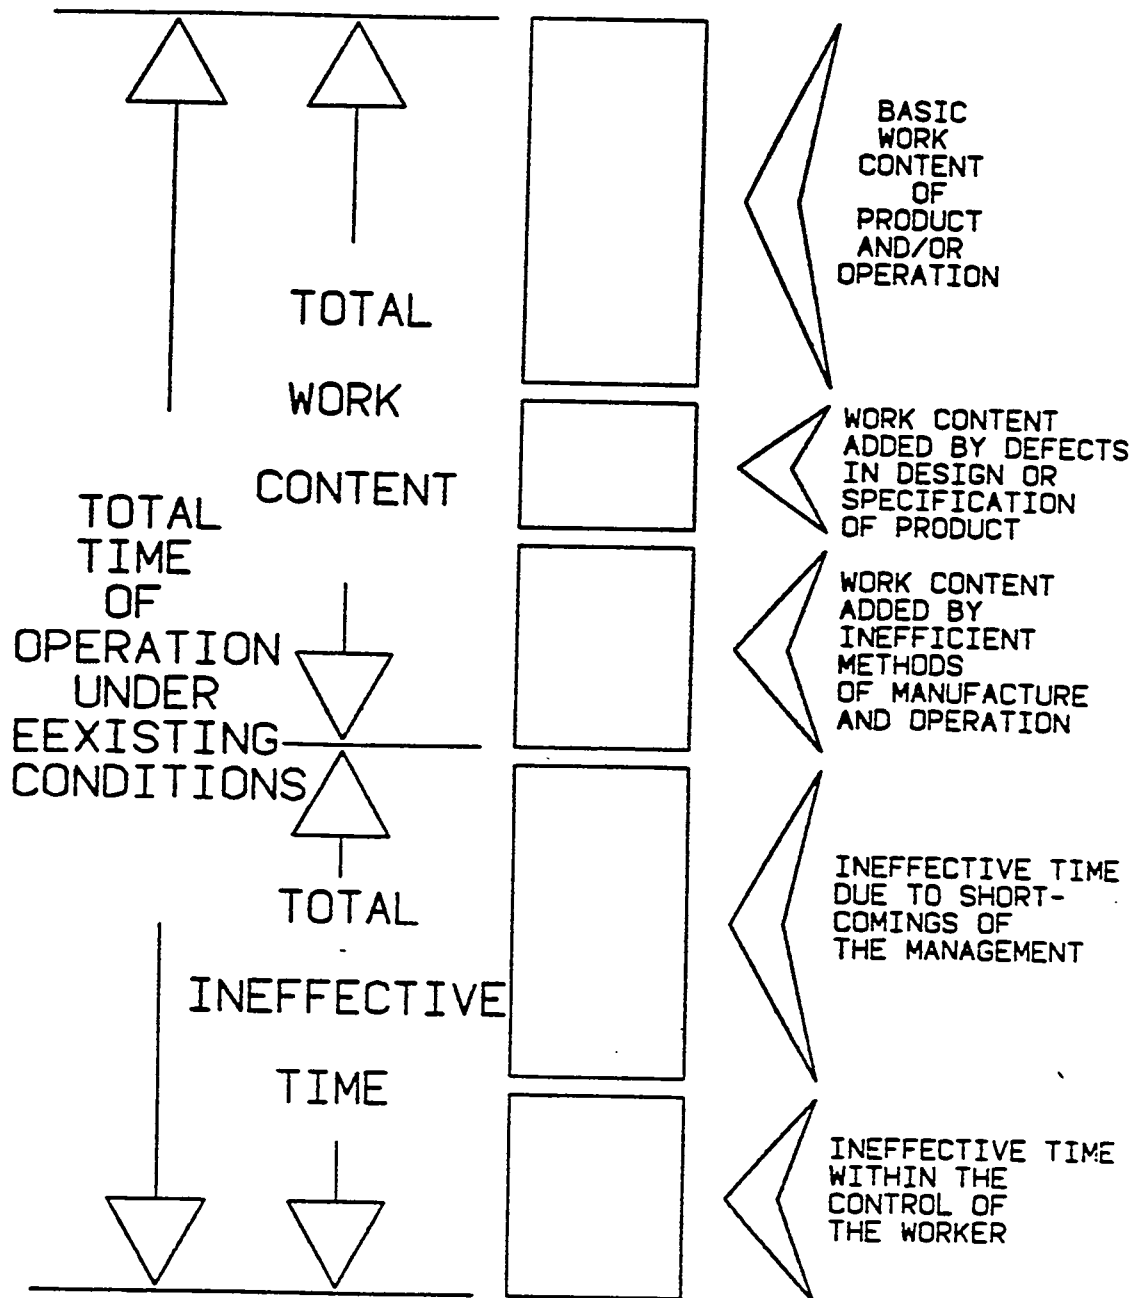 TOTAL
TIME
OF
OPERATION
UNDER
EEXISTING
CONDITIONS
TOTAL
WORK
CONTENT
TOTAL
INEFFECTIVE
TIME
BASIC
WORK
CONTENT
OF
PRODUCT
AND/OR
OPERATION
WORK CONTENT
ADDED BY DEFECTS
IN DESIGN OR
SPECIFICATION
OF PRODUCT
WORK CONTENT
ADDED BY
INEFFICIENT
METHODS
OF MANUFACTURE
AND OPERATION
INEFFECTIVE TIME
DUE TO SHORT-
COMINGS OF
THE MANAGEMENT
INEFFECTIVE TIME
WITHIN THE
CONTROL OF
THE WORKER